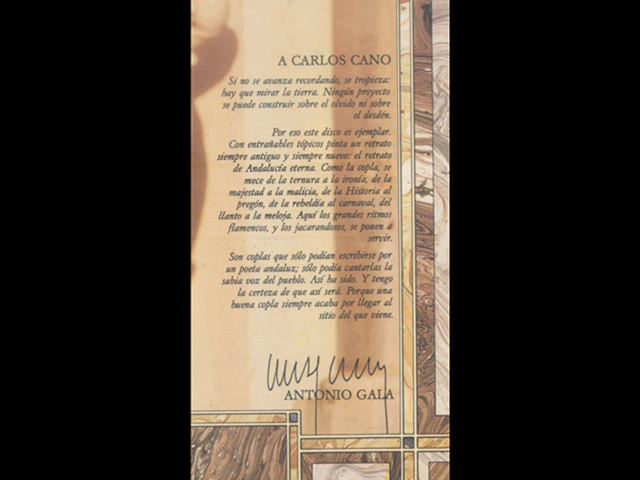 A CARLOS CANO
Si no se avanza recordando, se tropieza:
hay que mirar la tierra. Ningún proyecto
se puede construir sobre el olvido ni sobre
el desdén.
Por eso este disco es ejemplar.
Con entrañables tópicos pinta un retrato
siempre antiguo y siempre nuevo: el retrato
de Andalucía eterna. Como la copla, se
mece de la ternura a la ironía, de la
majestad a la malicia, de la Historia al
pregón, de la rebeldía al carnaval, del
llanto a la meloja. Aquí los grandes ritmos
flamencos, y los jacarandosos, se ponen a
servir.
Son coplas que sólo podían escribirse por
un poeta andaluz; sólo podía cantarlas la
sabia voz del pueblo. Así ha sido. Y tengo
la certeza de que así será. Porque una
buena copla siempre acaba por llegar al
sitio del que viene.
ANTONIO GALA